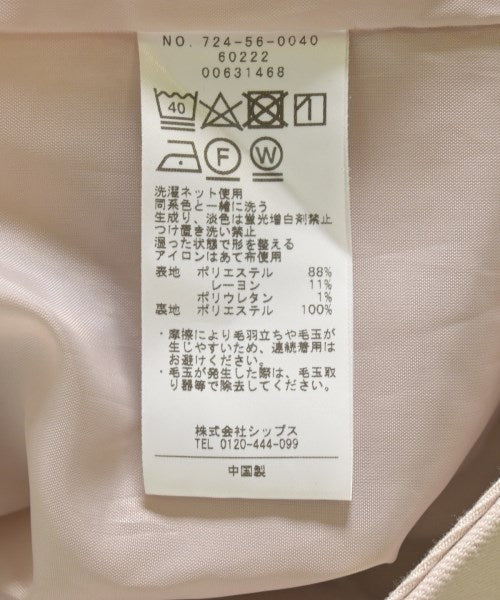 NO. 724-56-0040
60222
00631468
40
F W
洗濯ネット使用
同系色と一緒に洗う
生成り、淡色は蛍光増白剤禁止
つけ置き洗い禁止
湿った状態で形を整える
アイロンはあて布使用
表地 ポリエステル 88%
レーヨン 11%
ポリウレタン 1%
裏地 ポリエステル 100%
・摩擦により毛羽立ちや毛玉が
生じやすいため、連続着用は
お避けください。
・毛玉が発生した際は、毛玉取
り器等で除去してください。
株式会社シップス
TEL 0120-444-099
中国製